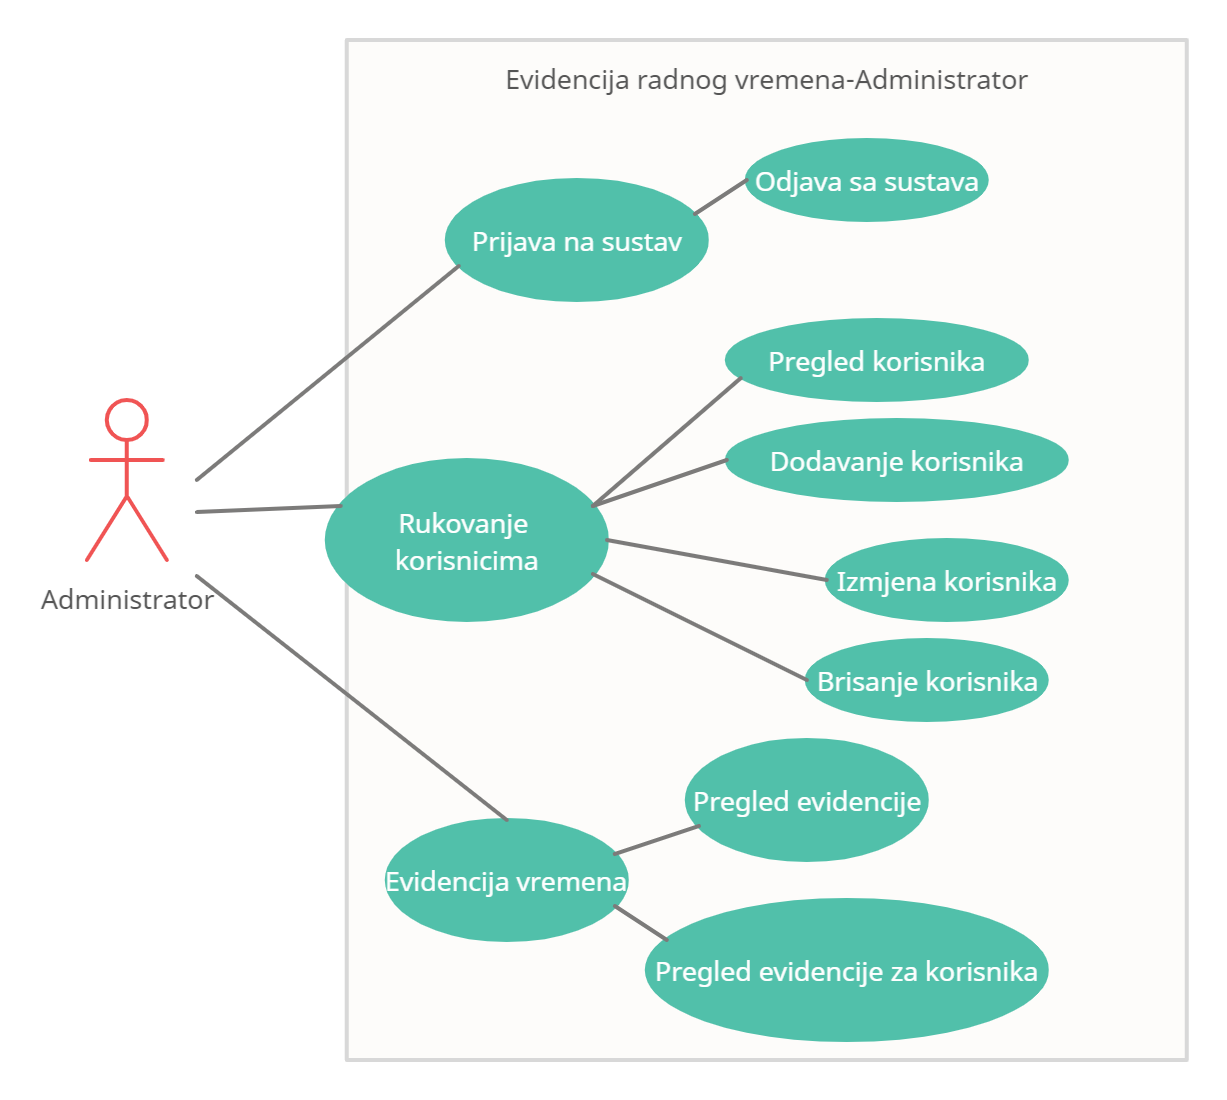 Evidencija radnog vremena-Administrator
Odjava sa sustava
Prijava na sustav
Pregled korisnika
Dodavanje korisnika
Rukovanje
korisnicima
Izmjena korisnika
Administrator
Brisanje korisnika
Pregled evidencije
Evidencija vremena
Pregled evidencije za korisnika